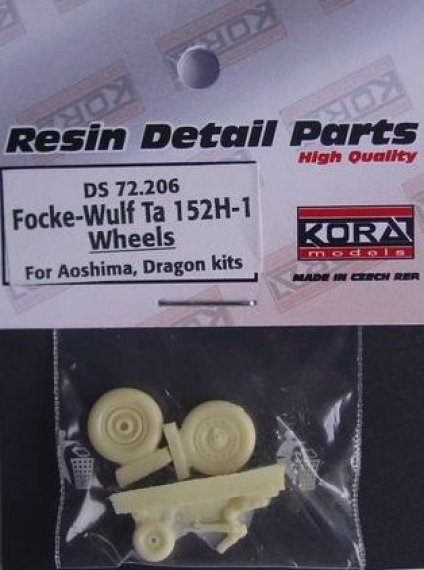 Resin Detail Parts
High Quality
DS 72.206
Focke-Wulf Ta 152H-1
Wheels
For Aoshima, Dragon kits
KORA
models
MADE IN CZECH REP.